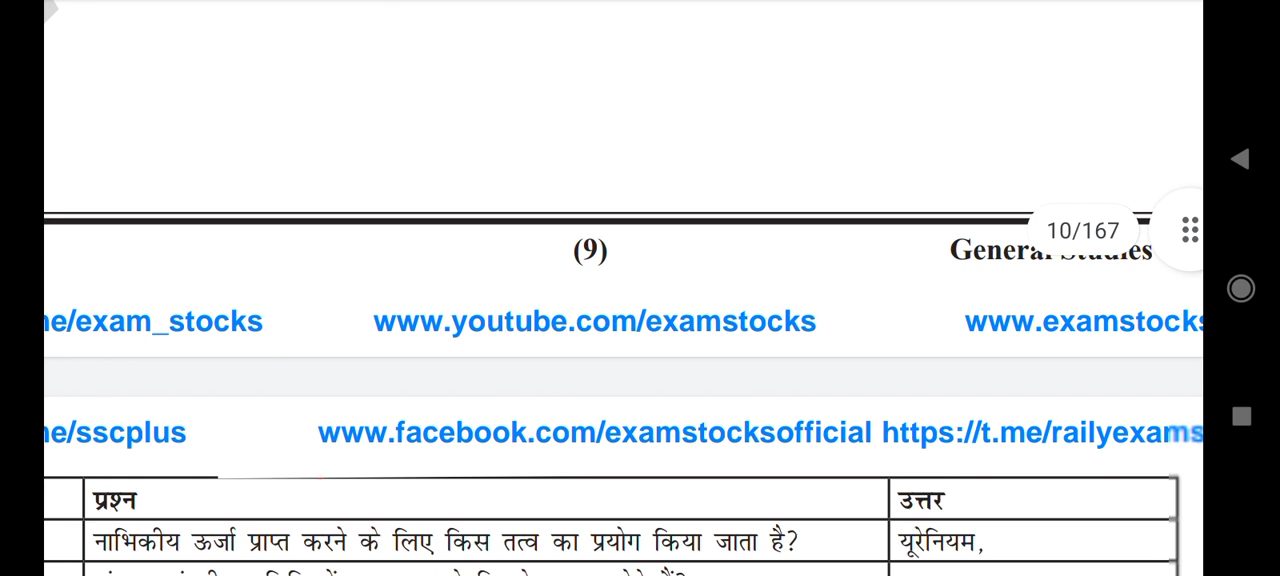 10/167
(9) General Studies
ne/exam_stocks www.youtube.com/examstocks www.examstocks
ne/sscplus www.facebook.com/examstocksofficial https://t.me/railyexams
प्रश्न उत्तर
नाभिकीय ऊर्जा प्राप्त करने के लिए किस तत्व का प्रयोग किया जाता है? यूरेनियम,